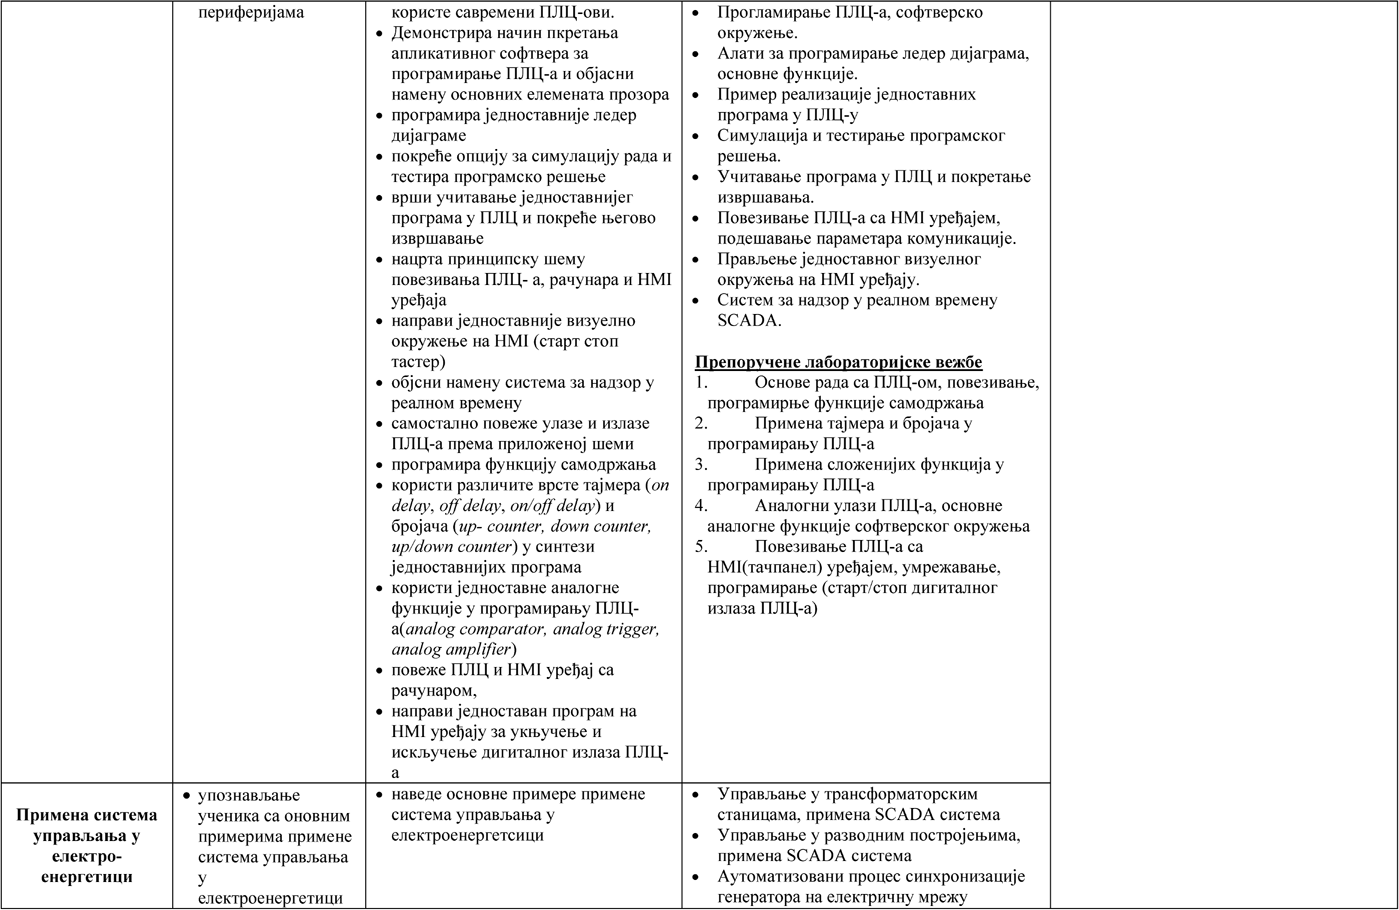 периферијама
користе савремени ПЛЦ-ови.
• Демонстрира начин пкретања
апликативног софтвера за
програмирање ПЛЦ-а и објасни
намену основних елемената прозора
• програмира једноставније ледер
дијаграме
• покреће опцију за симулацију рада и
тестира програмско решење
• врши учитавање једноставнијег
програма у ПЛЦ и покреће његово
извршавање
• нацрта принципску шему
повезивања ПЛЦ- а, рачунара и HMI
уређаја
• направи једноставније визуелно
окружење на HMI (старт стоп
тастер)
• објсни намену система за надзор у
реалном времену
• самостално повеже улазе и излазе
ПЛЦ-а према приложеној шеми
• програмира функцију самодржања
• користи различите врсте тајмера (on
delay, off delay, on/off delay) и
бројача (up- counter, down counter,
up/down counter) у синтези
једноставнијих програма
• користи једноставне аналогне
функције у програмирању ПЛЦ-
а(analog comparator, analog trigger,
analog amplifier)
• повеже ПЛЦ и HMI уређај са
рачунаром,
• направи једноставан програм на
HMI уређају за укњучење и
искључење дигиталног излаза ПЛЦ-
а
• Прогламирање ПЛЦ-а, софтверско
окружење.
• Алати за програмирање ледер дијаграма,
основне функције.
• Пример реализације једноставних
програма у ПЛЦ-у
• Симулација и тестирање програмског
решења.
• Учитавање програма у ПЛЦ и покретање
извршавања.
• Повезивање ПЛЦ-а са HMI уређајем,
подешавање параметара комуникације.
• Прављење једноставног визуелног
окружења на HMI уређају.
• Систем за надзор у реалном времену
SCADA.
Препоручене лабораторијске вежбе
1. Основе рада са ПЛЦ-ом, повезивање,
програмирње функције самодржања
2. Примена тајмера и бројача у
програмирању ПЛЦ-а
3. Примена сложенијих функција у
програмирању ПЛЦ-а
4. Аналогни улази ПЛЦ-а, основне
аналогне функције софтверског окружења
5. Повезивање ПЛЦ-а са
HMI(тачпанел) уређајем, умрежавање,
програмирање (старт/стоп дигиталног
излаза ПЛЦ-а)
Примена система
управљања у
електро-
енергетици
• упознављање
ученика са оновним
примерима примене
система управљања
у
електроенергетици
• наведе основне примере примене
система управљања у
електроенергетсици
• Управљање у трансформаторским
станицама, примена SCADA система
• Управљање у разводним постројењима,
примена SCADA система
• Аутоматизовани процес синхронизације
генератора на електричну мрежу